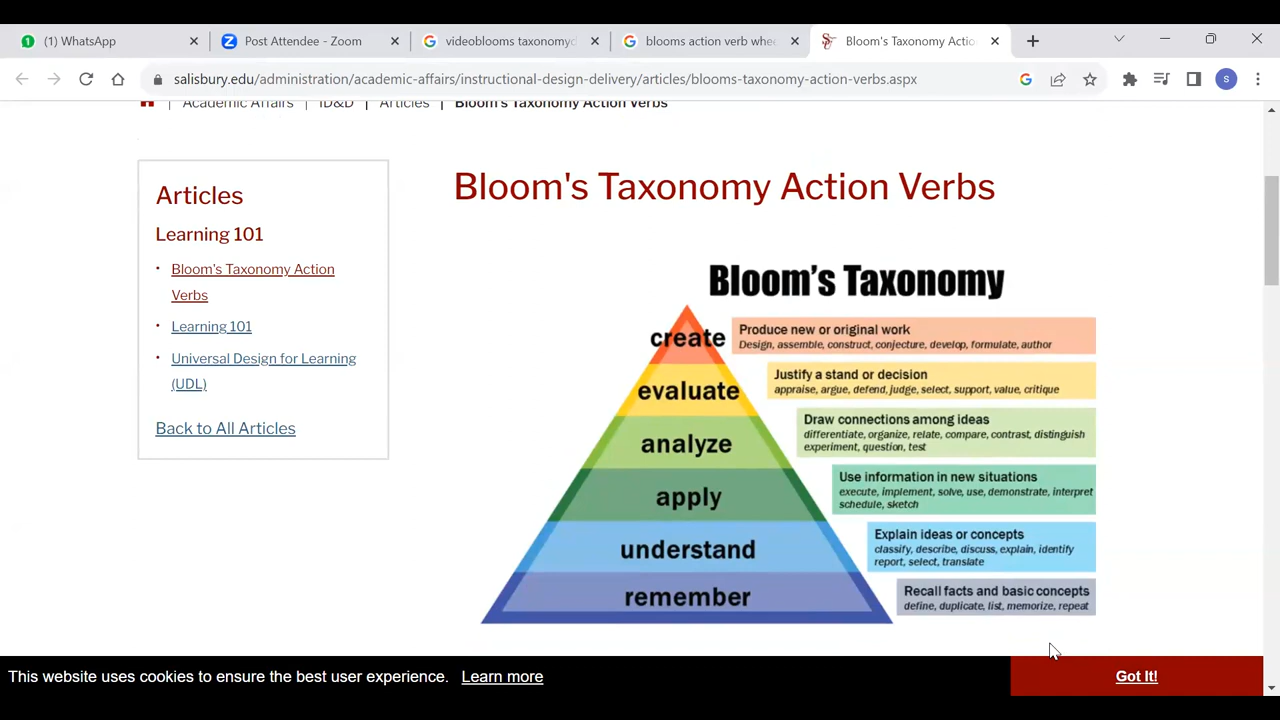 (1) WhatsApp
Post Attendee - Zoom
videoblooms taxonomy
blooms action verb whee
Bloom's Taxonomy Actio
salisbury.edu/administration/academic-affairs/instructional-design-delivery/articles/blooms-taxonomy-action-verbs.aspx
S
| Academic Affairs | ID&D | Articles | Bloom's Taxonomy Action Verbs
Articles
Learning 101
• Bloom's Taxonomy Action
Verbs
• Learning 101
• Universal Design for Learning
(UDL)
Back to All Articles
Bloom's Taxonomy Action Verbs
Bloom's Taxonomy
create
Produce new or original work
Design, assemble, construct, conjecture, develop, formulate, author
evaluate
Justify a stand or decision
appraise, argue, defend, judge, select, support, value, critique
analyze
Draw connections among ideas
differentiate, organize, relate, compare, contrast, distinguish
experiment, question, test
apply
Use information in new situations
execute, implement, solve, use, demonstrate, interpret
schedule, sketch
understand
Explain ideas or concepts
classify, describe, discuss, explain, identify
report, select, translate
remember
Recall facts and basic concepts
define, duplicate, list, memorize, repeat
This website uses cookies to ensure the best user experience. Learn more
Got It!